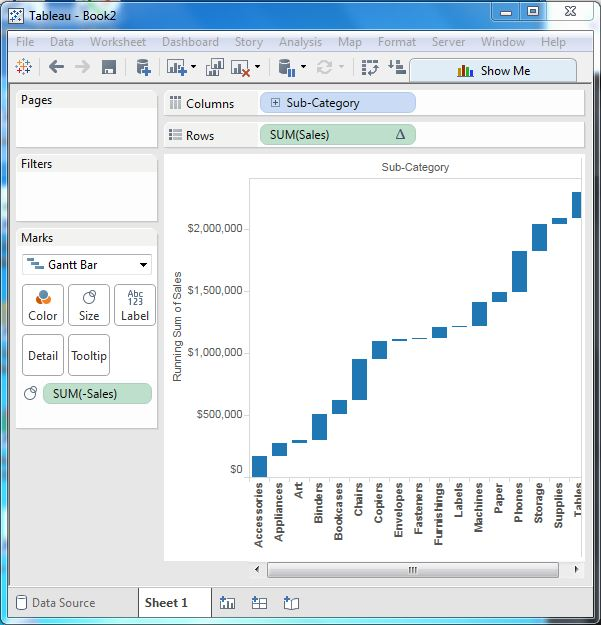 Tableau - Book2
File Data Worksheet Dashboard Story Analysis Map Format Server Window Help
Show Me
Pages
Columns
Sub-Category
Rows
SUM(Sales) Δ
Filters
Marks
Gantt Bar
Color
Size
Abc
123
Label
Detail
Tooltip
SUM(-Sales)
Sub-Category
Running Sum of Sales
$2,000,000
$1,500,000
$1,000,000
$500,000
$0
Accessories
Appliances
Art
Binders
Bookcases
Chairs
Copiers
Envelopes
Fasteners
Furnishings
Labels
Machines
Paper
Phones
Storage
Supplies
Tables
Data Source
Sheet 1